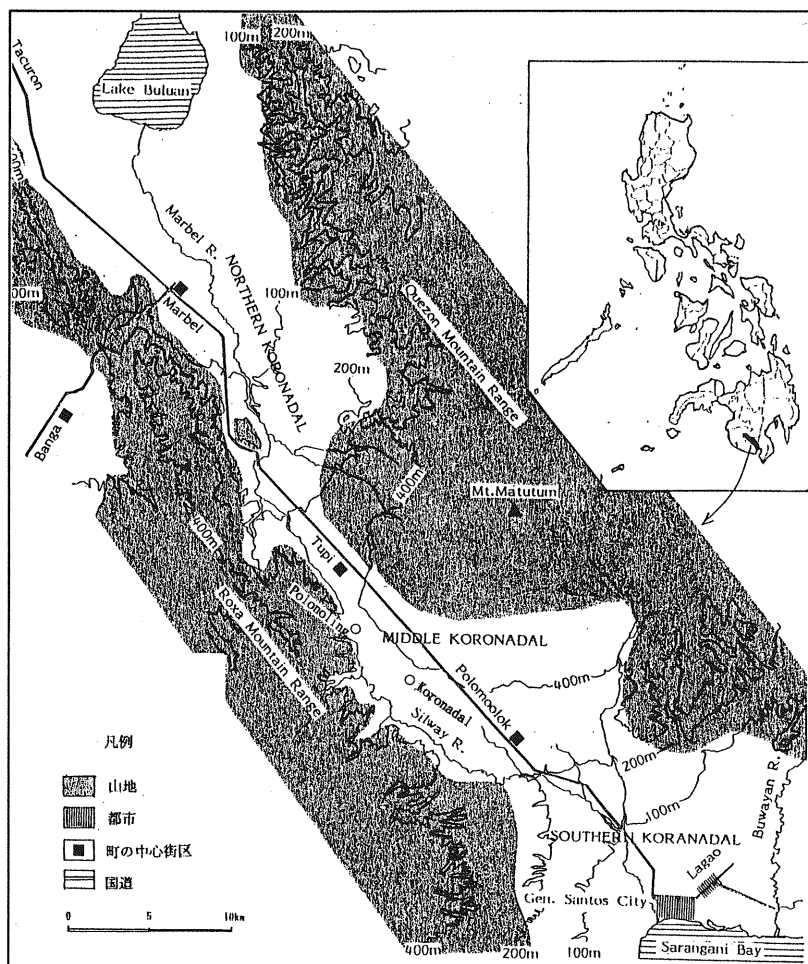 100m 200m
Tacuron
Lake Buluan
Marbel R.
NORTHERN KORONADAL
100m
Marbel
200m
Quezon Mountain Range
Banga
400m
Mt. Matutum
400m
Tupi
Polomoling
Roxa Mountain Range
MIDDLE KORONADAL
Polomoolok
400m
Koronadal
Silway R.
200m
100m
Buwayan R.
SOUTHERN KORANADAL
Lagao
Gen. Santos City
400m
200m
100m
Sarangani Bay
凡例
山地
都市
町の中心街区
国道
0 5 10km